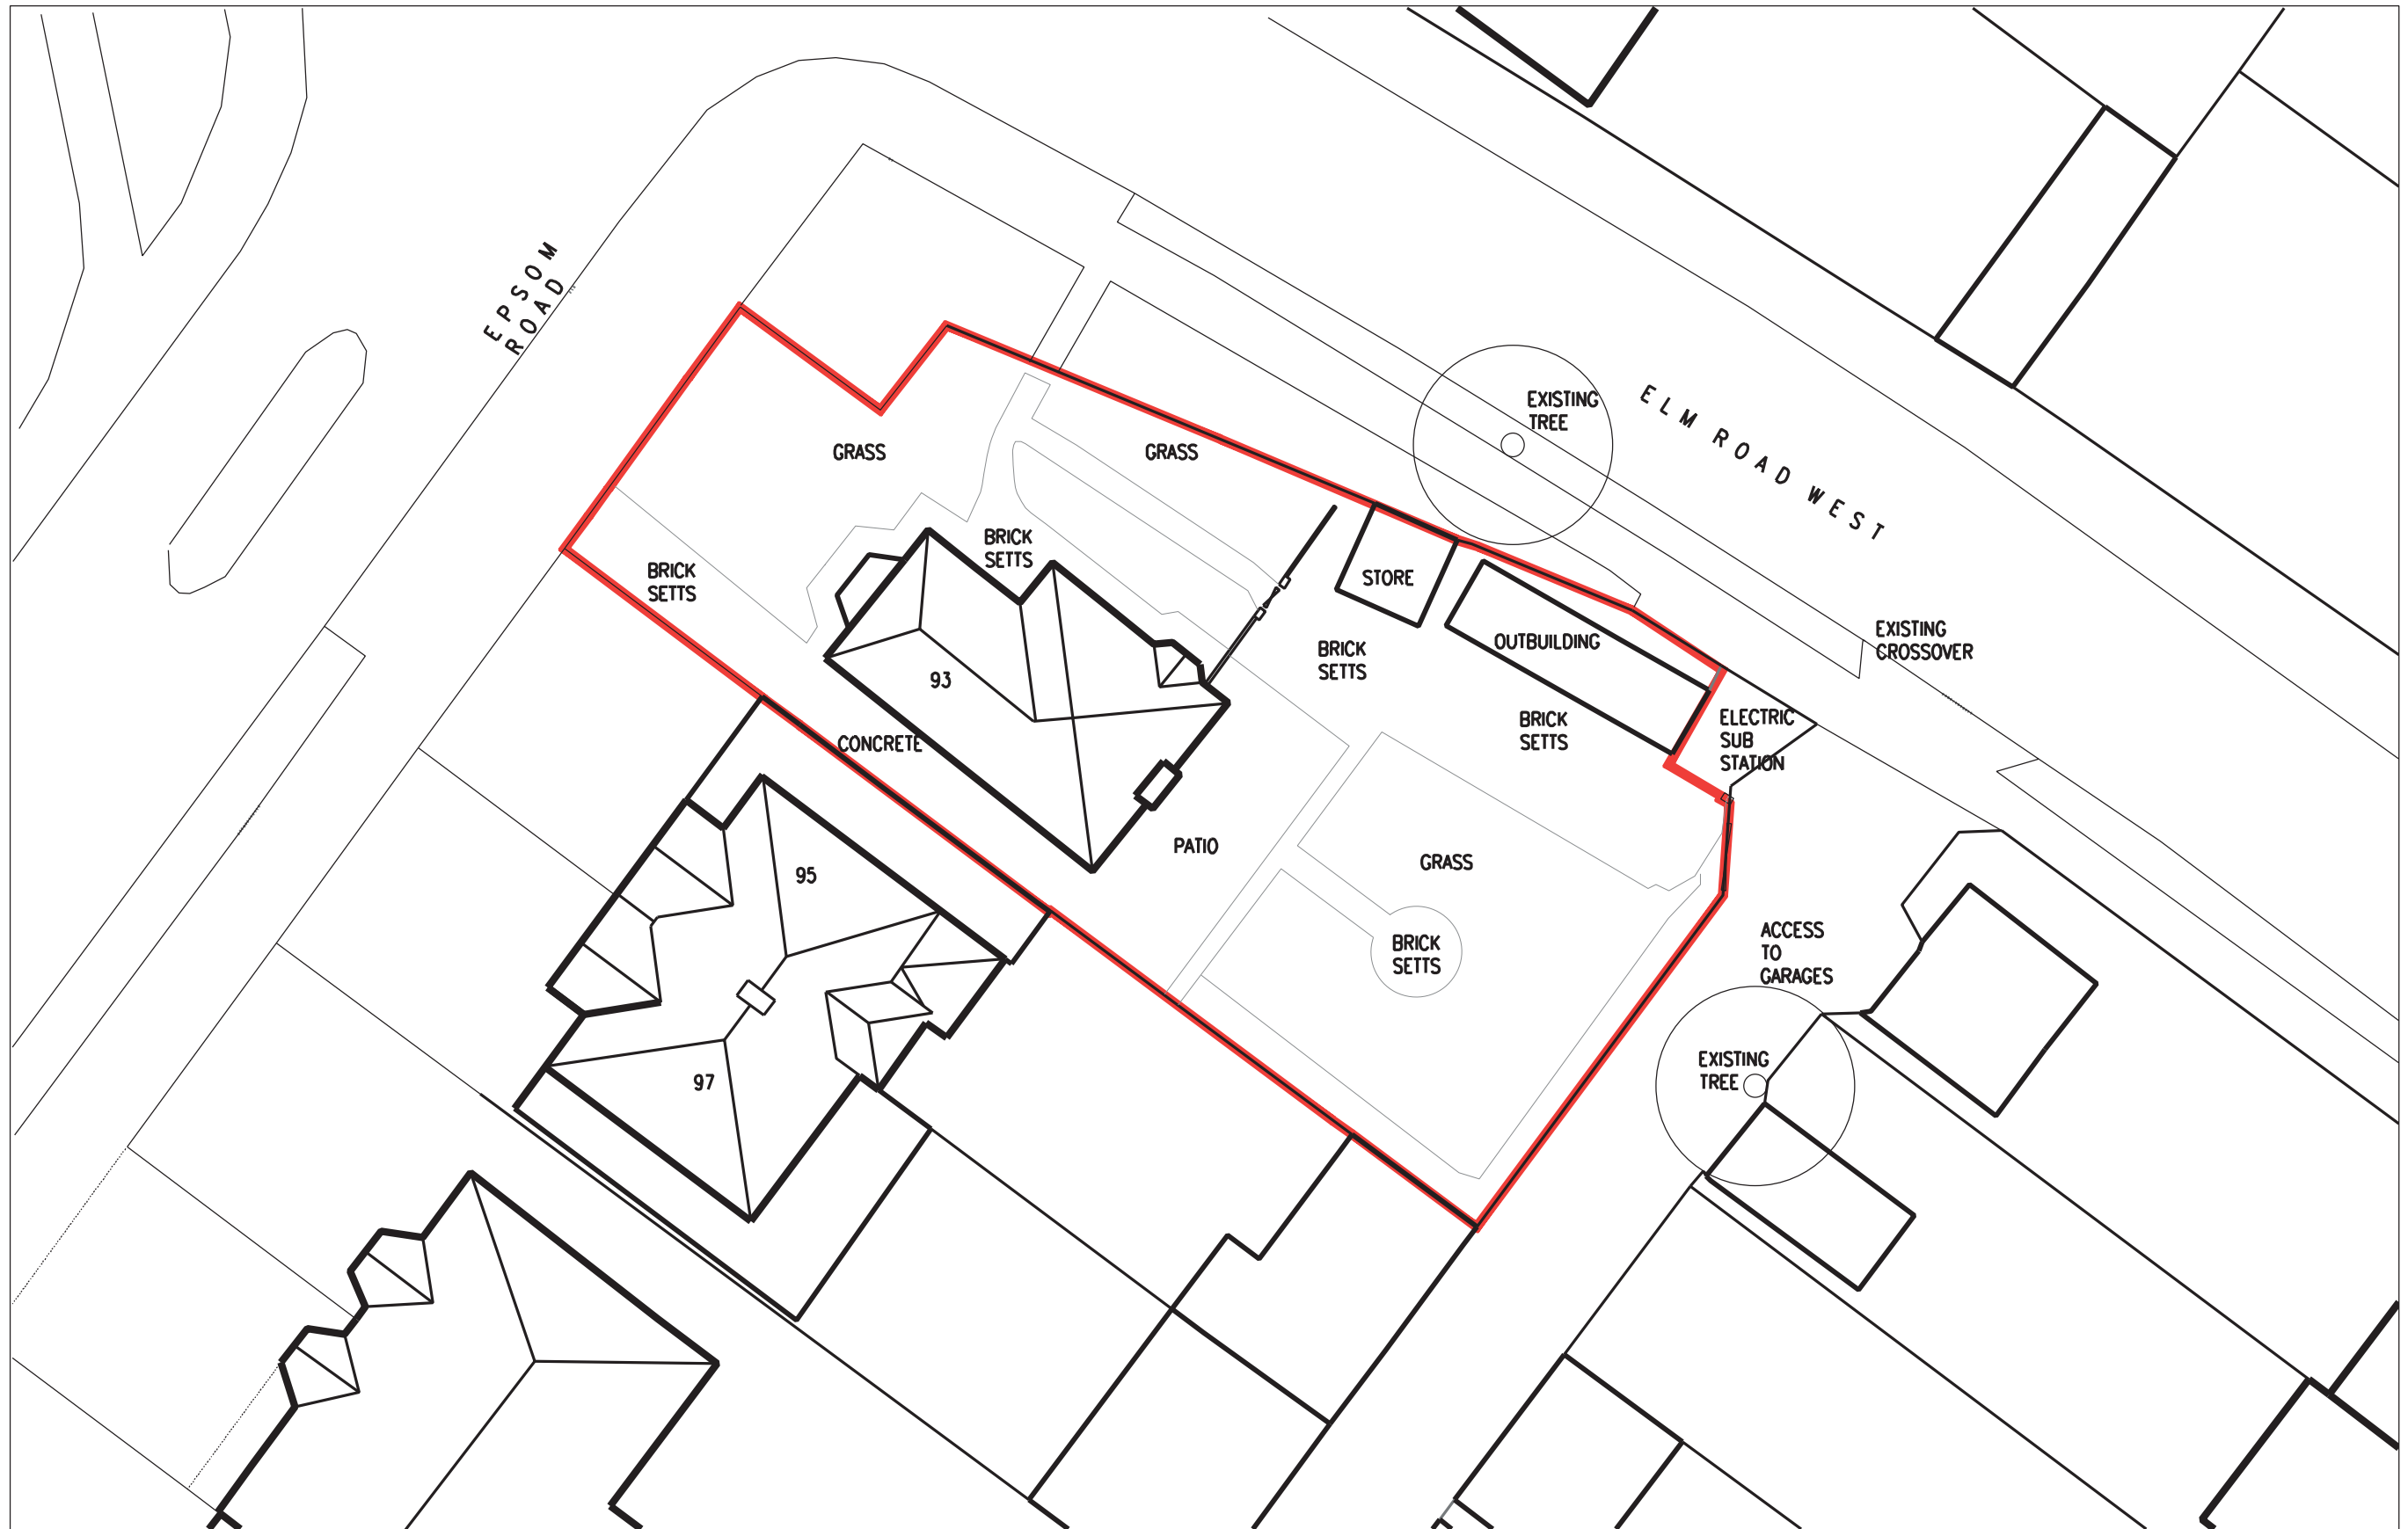 EPSOM
ROAD
EXISTING
TREE
ELM ROAD WEST
GRASS
GRASS
BRICK
SETTS
BRICK
SETTS
STORE
OUTBUILDING
EXISTING
CROSSOVER
BRICK
SETTS
93
BRICK
SETTS
ELECTRIC
SUB
STATION
CONCRETE
PATIO
GRASS
95
BRICK
SETTS
ACCESS
TO
GARAGES
EXISTING
TREE
97